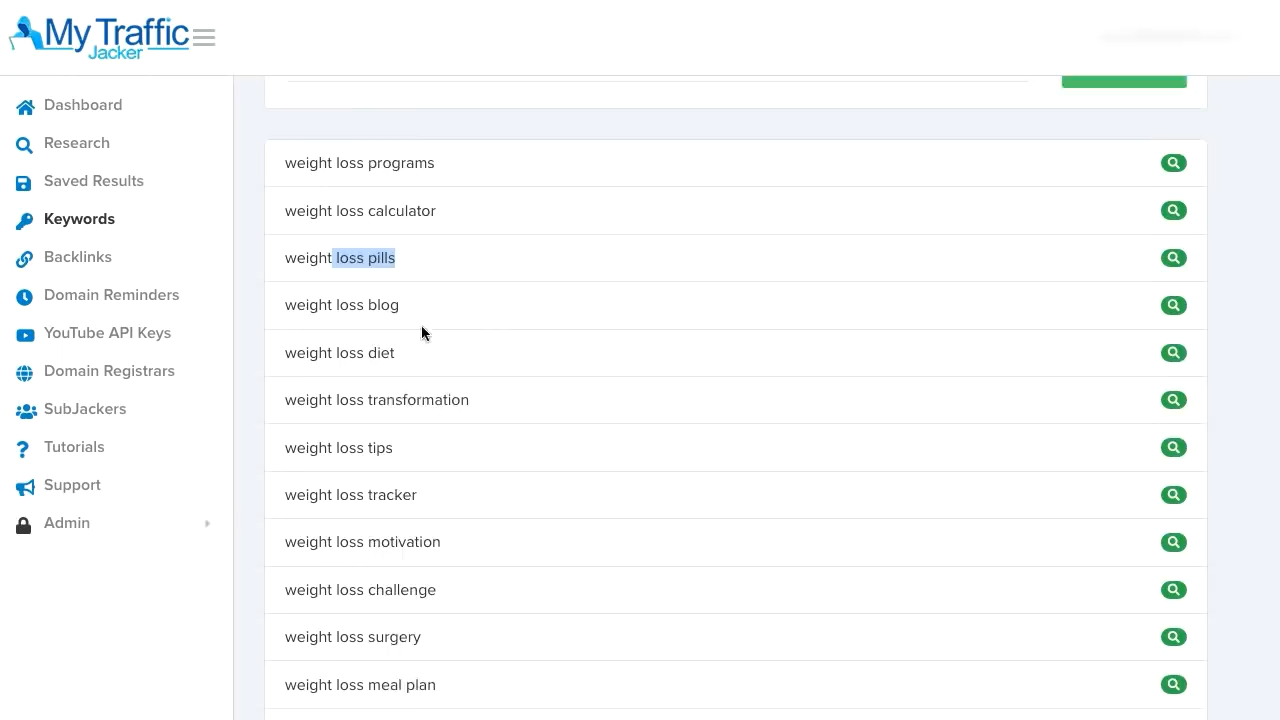 My Traffic
Jacker
Dashboard
Research
Saved Results
Keywords
Backlinks
Domain Reminders
YouTube API Keys
Domain Registrars
SubJackers
Tutorials
Support
Admin
weight loss programs
weight loss calculator
weight loss pills
weight loss blog
weight loss diet
weight loss transformation
weight loss tips
weight loss tracker
weight loss motivation
weight loss challenge
weight loss surgery
weight loss meal plan